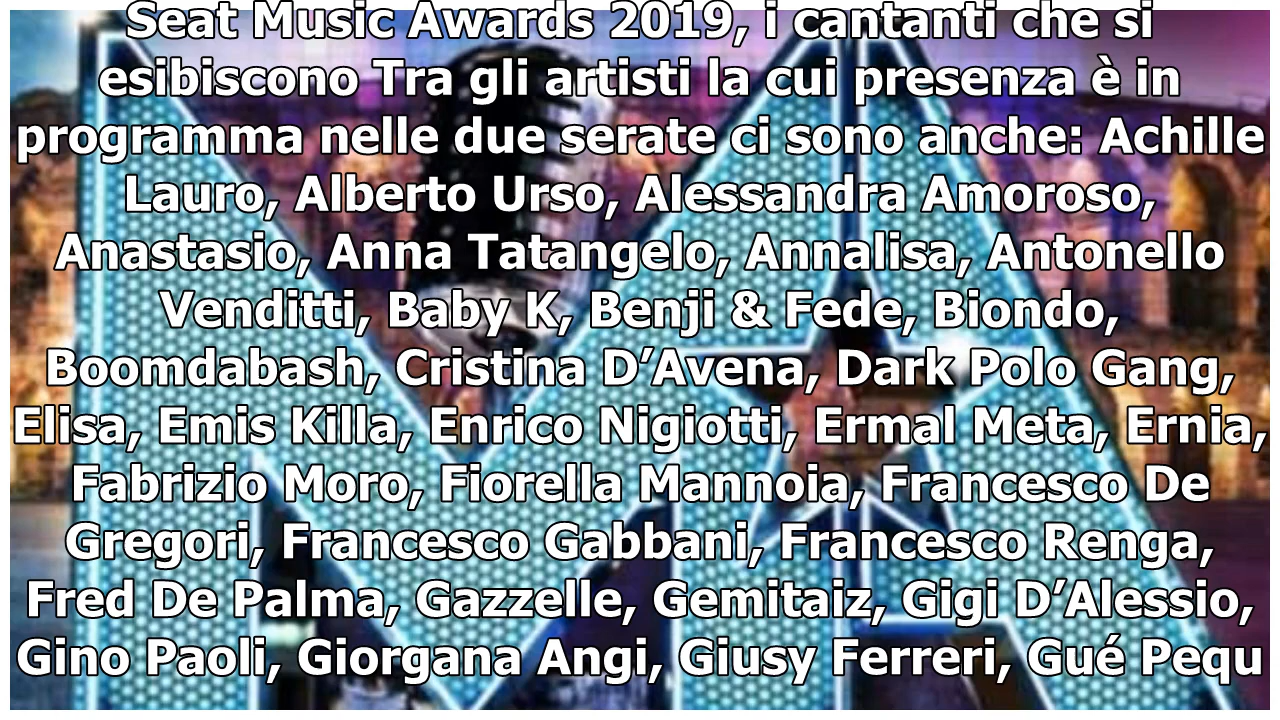 Seat Music Awards 2019, i cantanti che si
esibiscono Tra gli artisti la cui presenza è in
programma nelle due serate ci sono anche: Achille
Lauro, Alberto Urso, Alessandra Amoroso,
Anastasio, Anna Tatangelo, Annalisa, Antonello
Venditti, Baby K, Benji & Fede, Biondo,
Boomdabash, Cristina D’Avena, Dark Polo Gang,
Elisa, Emis Killa, Enrico Nigiotti, Ermal Meta, Ernia,
Fabrizio Moro, Fiorella Mannoia, Francesco De
Gregori, Francesco Gabbani, Francesco Renga,
Fred De Palma, Gazzelle, Gemitaiz, Gigi D’Alessio,
Gino Paoli, Giorgana Angi, Giusy Ferreri, Gué Pequ